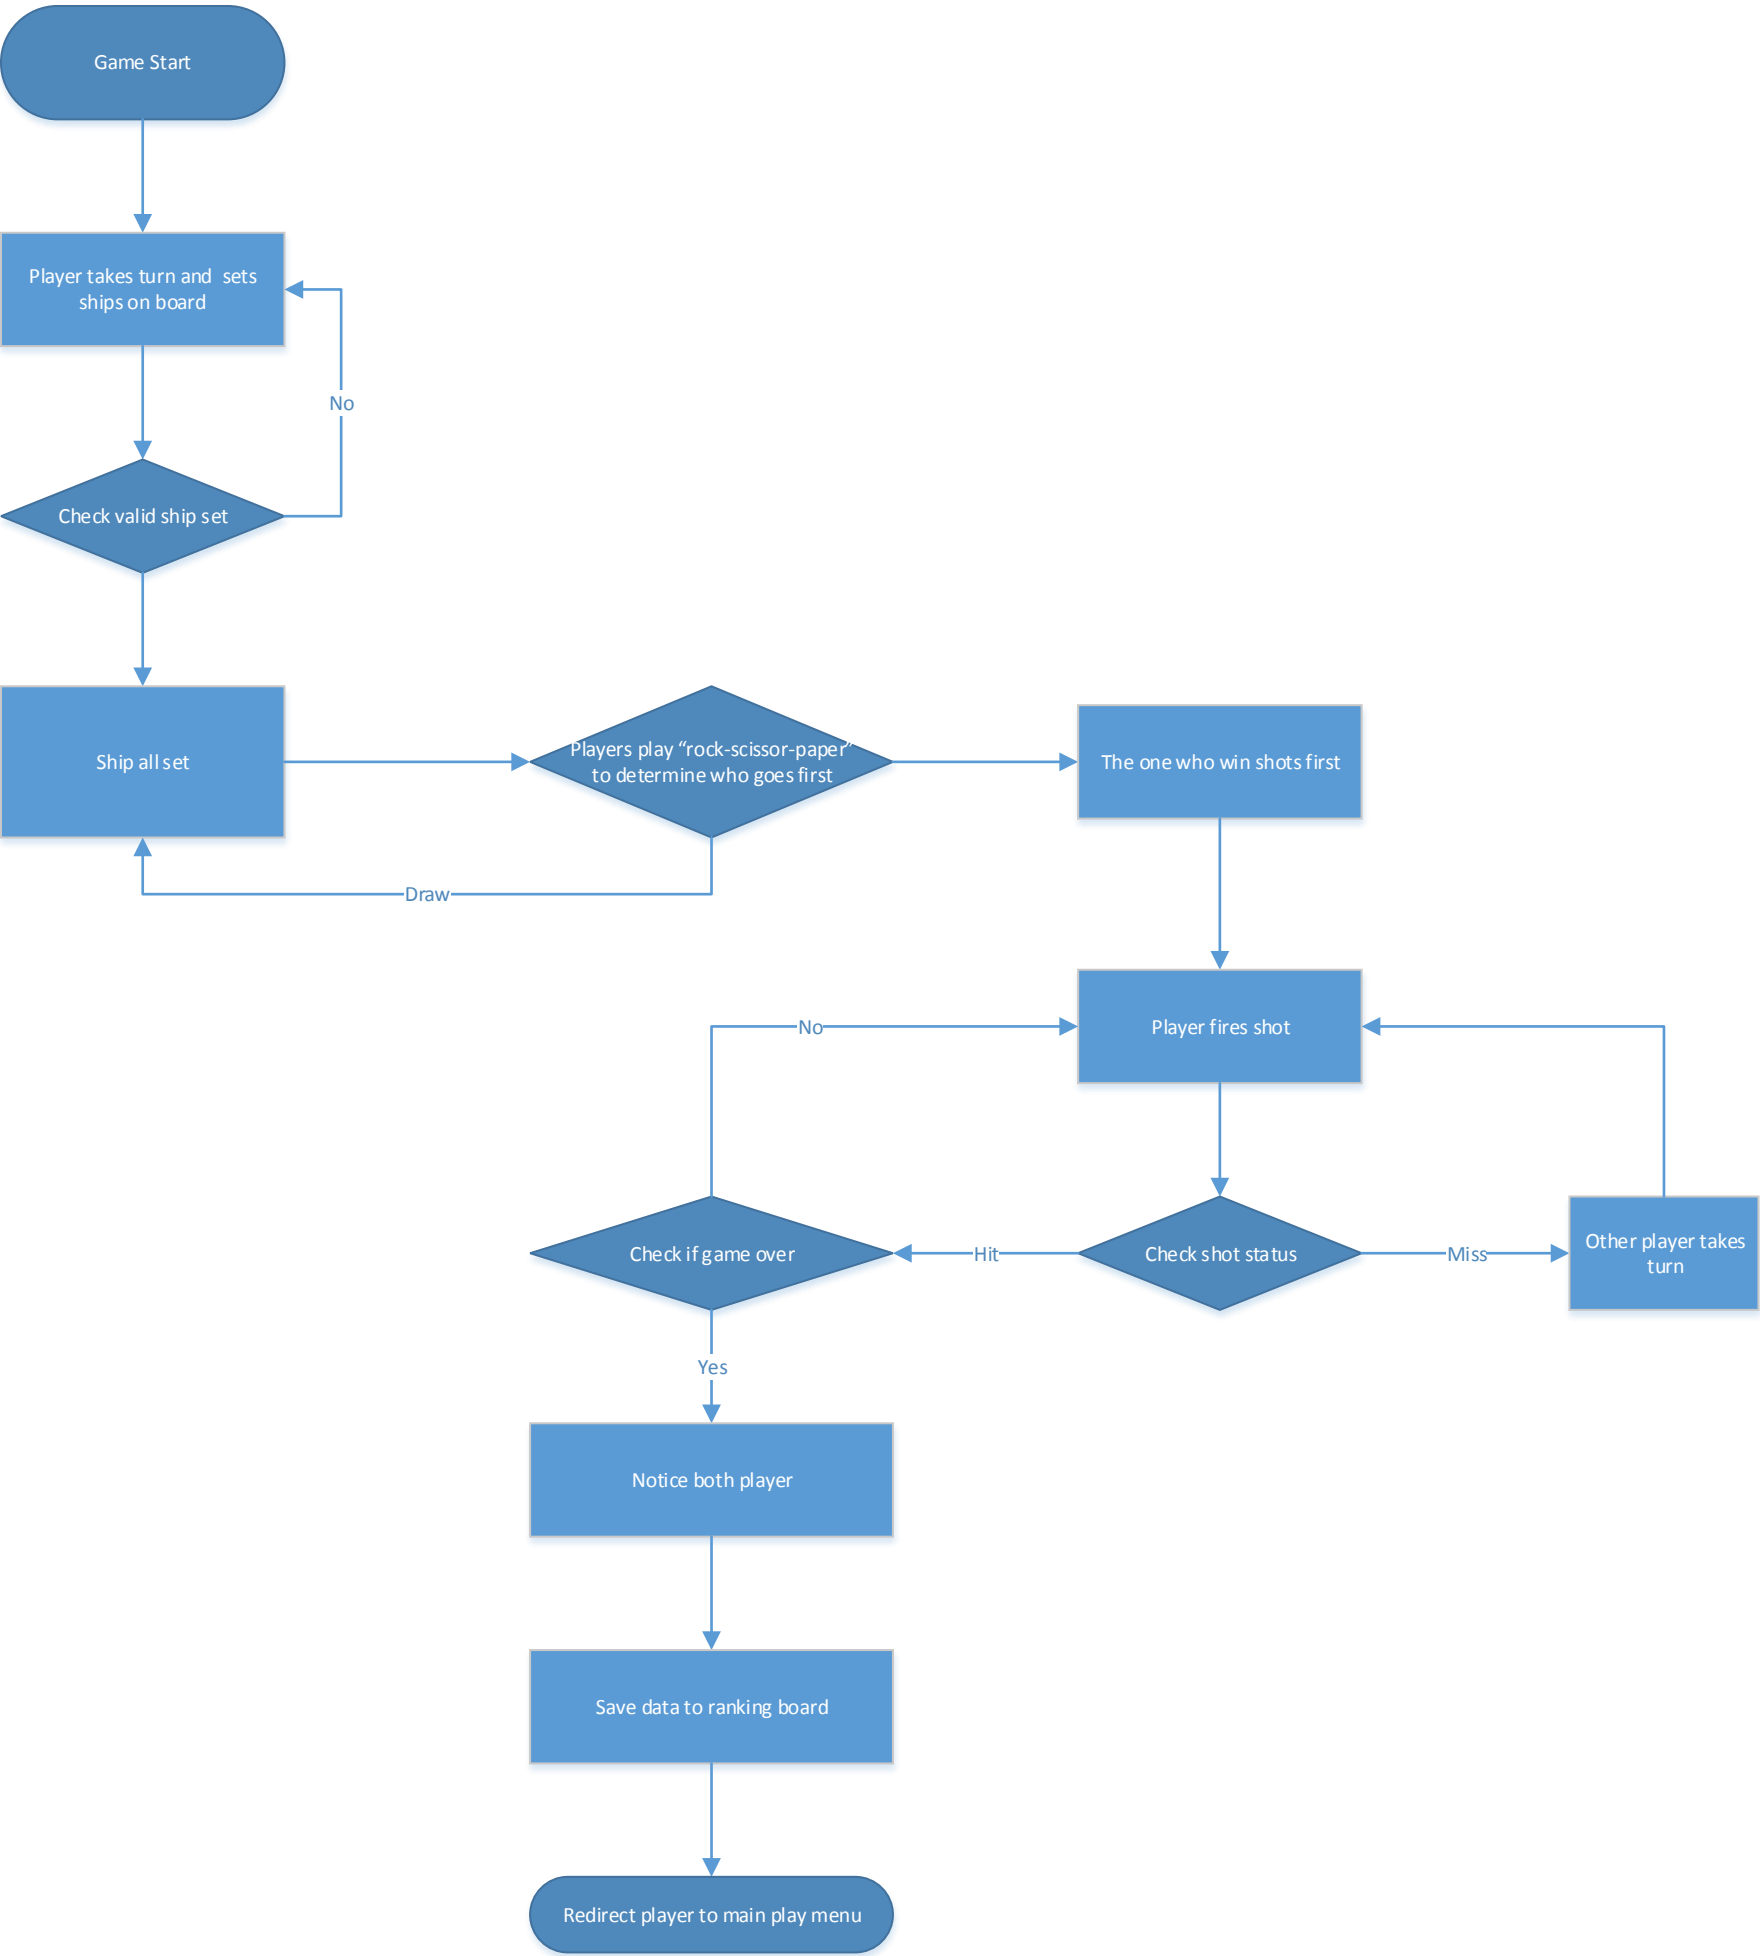 Game Start
Player takes turn and sets
ships on board
No
Check valid ship set
Ship all set
Players play “rock-scissor-paper”
to determine who goes first
The one who win shots first
Draw
No
Player fires shot
Check if game over
Hit
Check shot status
Miss
Other player takes
turn
Yes
Notice both player
Save data to ranking board
Redirect player to main play menu